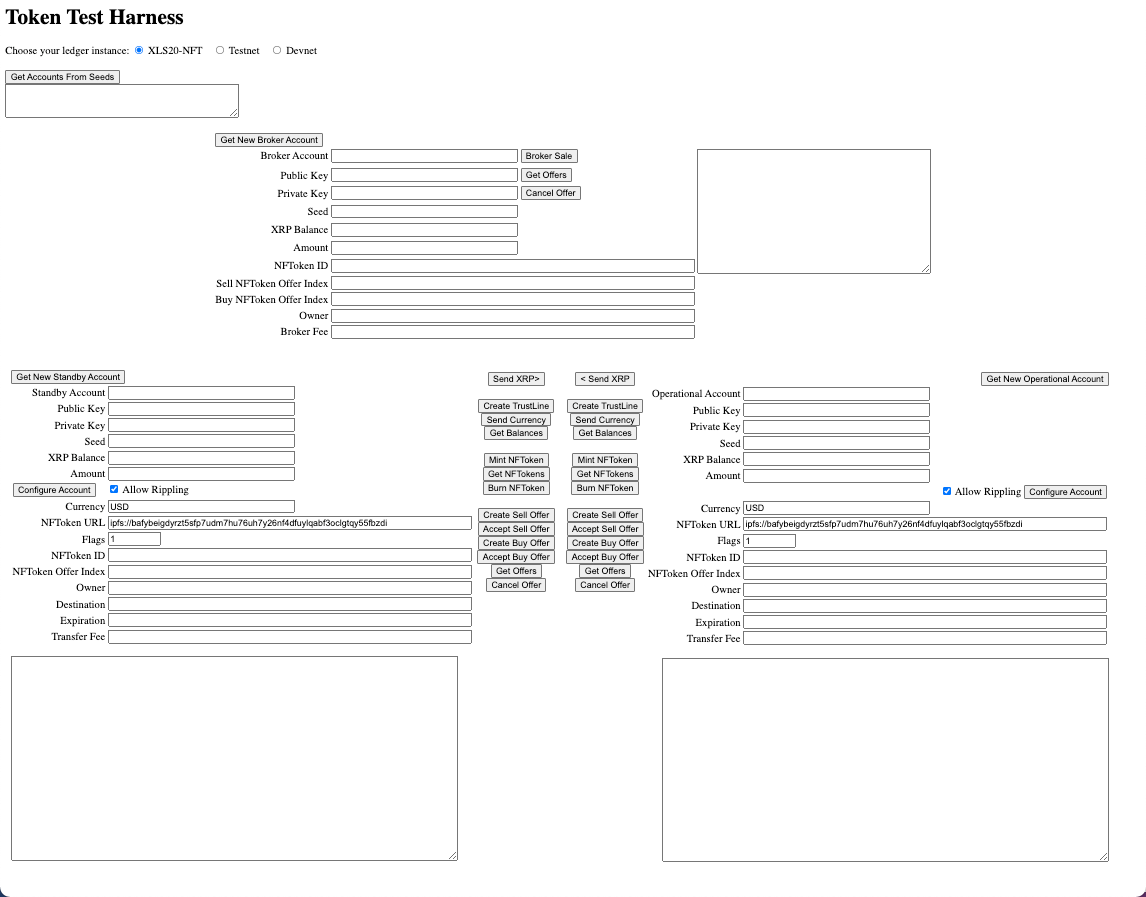 Token Test Harness
Choose your ledger instance: XLS20-NFT Testnet Devnet
Get Accounts From Seeds
Get New Broker Account
Broker Account Broker Sale
Public Key Get Offers
Private Key Cancel Offer
Seed
XRP Balance
Amount
NFToken ID
Sell NFToken Offer Index
Buy NFToken Offer Index
Owner
Broker Fee
Get New Standby Account
Standby Account
Public Key
Private Key
Seed
XRP Balance
Amount
Configure Account Allow Rippling
Currency USD
NFToken URL ipfs://bafybeigdyrzt5sfp7udm7hu76uh7y26nf4dfuylqabf3oclgtqy55fbzdi
Flags 1
NFToken ID
NFToken Offer Index
Owner
Destination
Expiration
Transfer Fee
Send XRP> < Send XRP
Create TrustLine Create TrustLine
Send Currency Send Currency
Get Balances Get Balances
Mint NFToken Mint NFToken
Get NFTokens Get NFTokens
Burn NFToken Burn NFToken
Create Sell Offer Create Sell Offer
Accept Sell Offer Accept Sell Offer
Create Buy Offer Create Buy Offer
Accept Buy Offer Accept Buy Offer
Get Offers Get Offers
Cancel Offer Cancel Offer
Get New Operational Account
Operational Account
Public Key
Private Key
Seed
XRP Balance
Amount
Allow Rippling Configure Account
Currency USD
NFToken URL ipfs://bafybeigdyrzt5sfp7udm7hu76uh7y26nf4dfuylqabf3oclgtqy55fbzdi
Flags 1
NFToken ID
NFToken Offer Index
Owner
Destination
Expiration
Transfer Fee